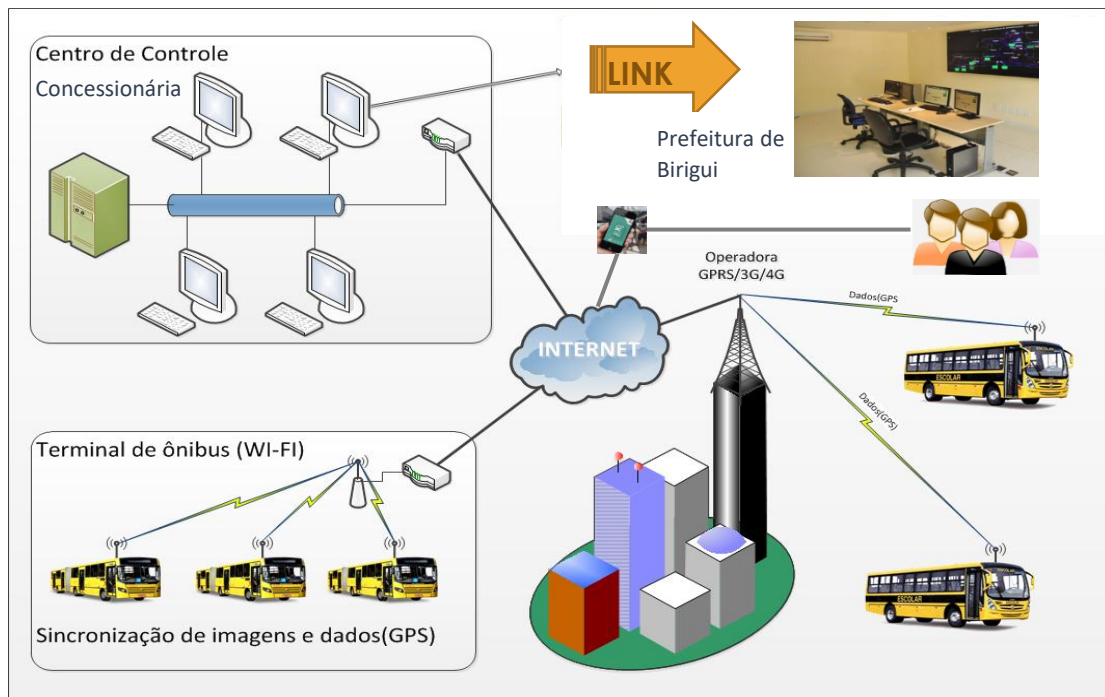 Centro de Controle
Concessionária
LINK
Prefeitura de
Birigui
Operadora
GPRS/3G/4G
Dados(GPS
INTERNET
ESCOLAR
Dados(GPS)
Terminal de ônibus (WI-FI)
ESCOLAR
Sincronização de imagens e dados(GPS)